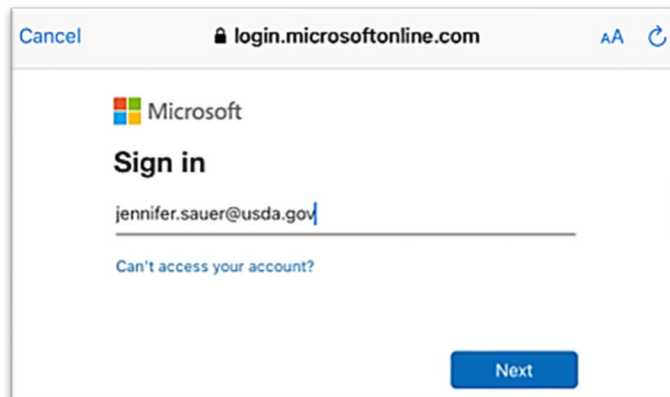 Cancel login.microsoftonline.com AA
Microsoft
Sign in
jennifer.sauer@usda.gov
Can't access your account?
Next